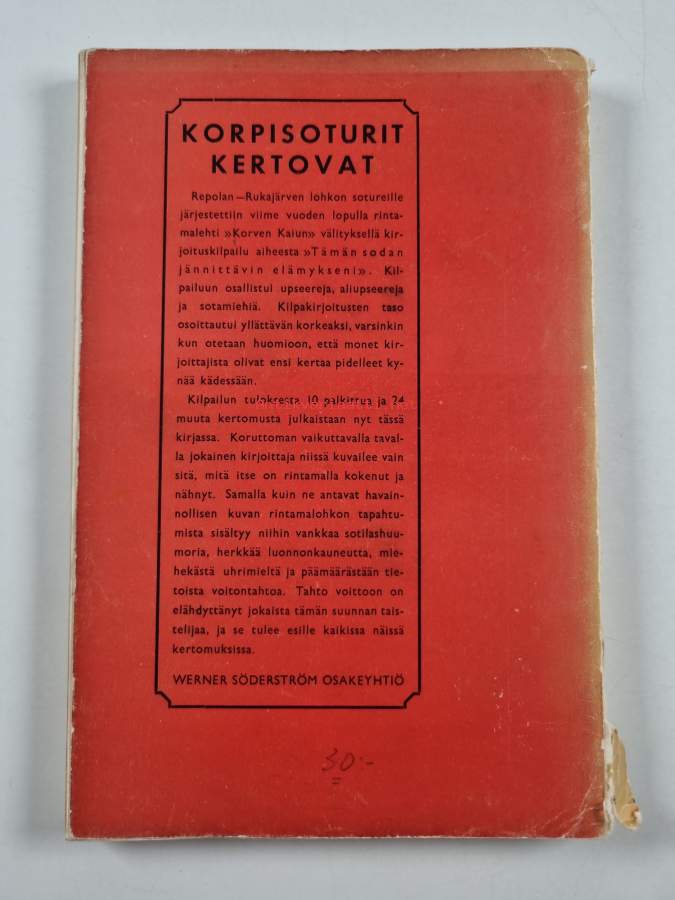 KORPISOTURIT
KERTOVAT
Repolan—Rukajärven lohkon sotureille
järjestettiin viime vuoden lopulla rinta-
malehti »Korven Kaiun» välityksellä kir-
joituskilpailu aiheesta »Tämän sodan
jännittävin elämykseni». Kil-
pailuun osallistui upseereja, aliupseereja
ja sotamiehiä. Kilpakirjoitusten taso
osoittautui yllättävän korkeaksi, varsinkin
kun otetaan huomioon, että monet kir-
joittajista olivat ensi kertaa pidelleet ky-
nää kädessään.
Kilpailun tuloksesta 10 palkittua ja 24
muuta kertomusta julkaistaan nyt tässä
kirjassa. Koruttoman vaikuttavalla taval-
la jokainen kirjoittaja niissä kuvailee vain
sitä, mitä itse on rintamalla kokenut ja
nähnyt. Samalla kuin ne antavat havain-
nollisen kuvan rintamalohkon tapahtu-
mista sisältyy niihin vankkaa sotilashuu-
moria, herkkää luonnonkauneutta, mie-
hekästä uhrimieltä ja päämäärästään tie-
toista voitontahtoa. Tahto voittoon on
elähdyttänyt jokaista tämän suunnan tais-
telijaa, ja se tulee esille kaikissa näissä
kertomuksissa.
WERNER SÖDERSTRÖM OSAKEYHTIÖ
30:-